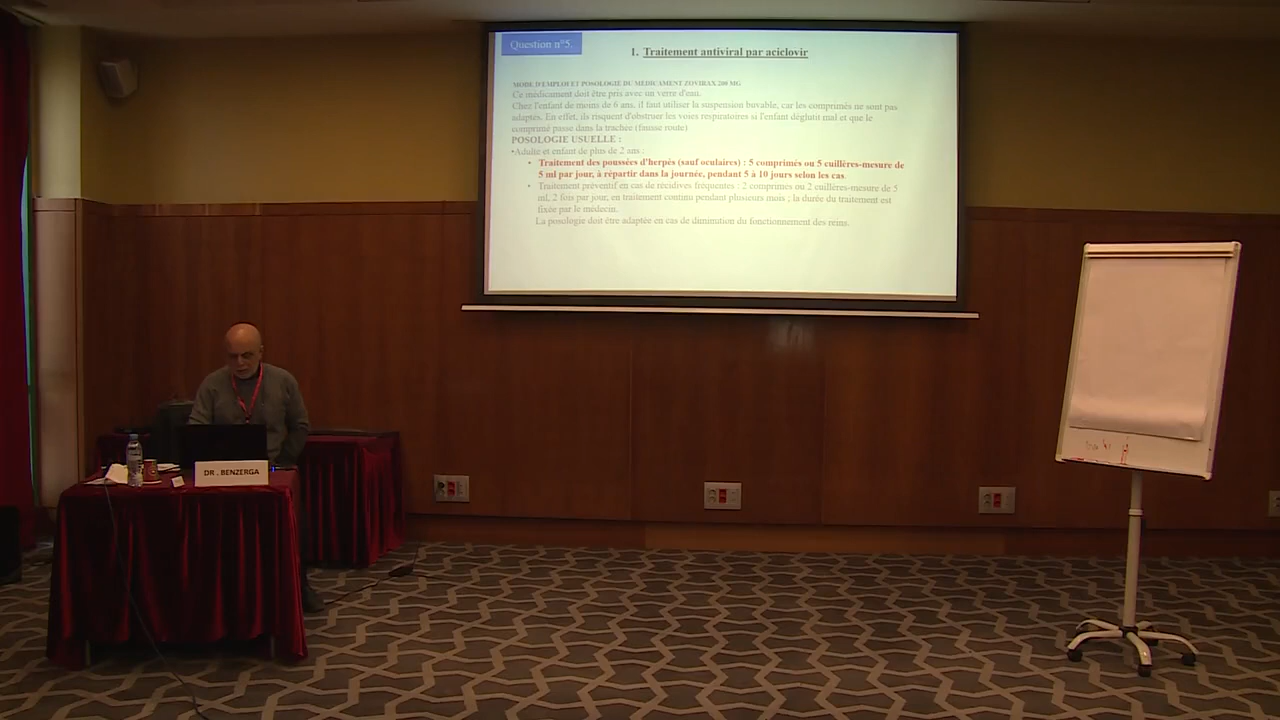 Question n°5.
1. Traitement antiviral par aciclovir
MODE D'EMPLOI ET POSOLOGIE DU MÉDICAMENT ZOVIRAX 200 MG
Ce médicament doit être pris avec un verre d'eau.
Chez l'enfant de moins de 6 ans, il faut utiliser la suspension buvable, car les comprimés ne sont pas
adaptés. En effet, ils risquent d'obstruer les voies respiratoires si l'enfant déglutit mal et que le
comprimé passe dans la trachée (fausse route)
POSOLOGIE USUELLE :
•Adulte et enfant de plus de 2 ans :
• Traitement des poussées d'herpès (sauf oculaires) : 5 comprimés ou 5 cuillères-mesure de
5 ml par jour, à répartir dans la journée, pendant 5 à 10 jours selon les cas.
• Traitement préventif en cas de récidives fréquentes : 2 comprimés ou 2 cuillères-mesure de 5
ml, 2 fois par jour, en traitement continu pendant plusieurs mois ; la durée du traitement est
fixée par le médecin.
La posologie doit être adaptée en cas de diminution du fonctionnement des reins.
DR . BENZERGA